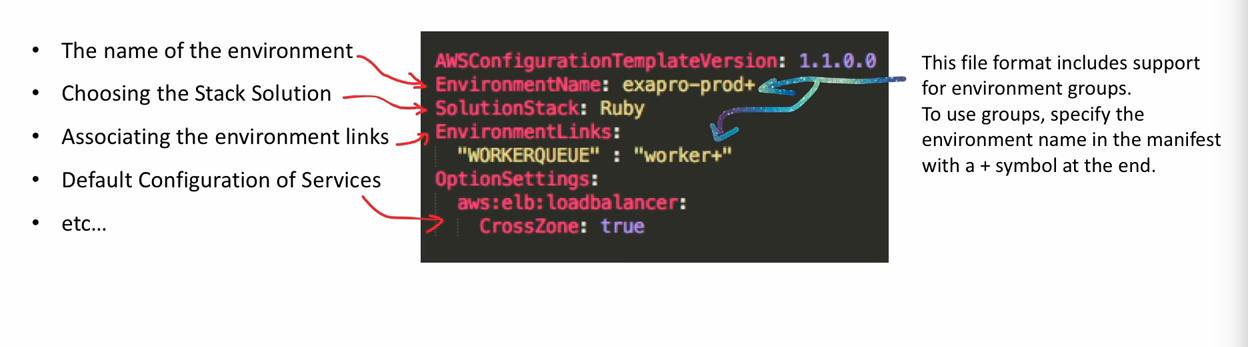 • The name of the environment
• Choosing the Stack Solution
• Associating the environment links
• Default Configuration of Services
• etc...
AWSConfigurationTemplateVersion: 1.1.0.0
EnvironmentName: exapro-prod+
SolutionStack: Ruby
EnvironmentLinks:
"WORKERQUEUE" : "worker+"
OptionSettings:
aws:elb:loadbalancer:
CrossZone: true
This file format includes support
for environment groups.
To use groups, specify the
environment name in the manifest
with a + symbol at the end.